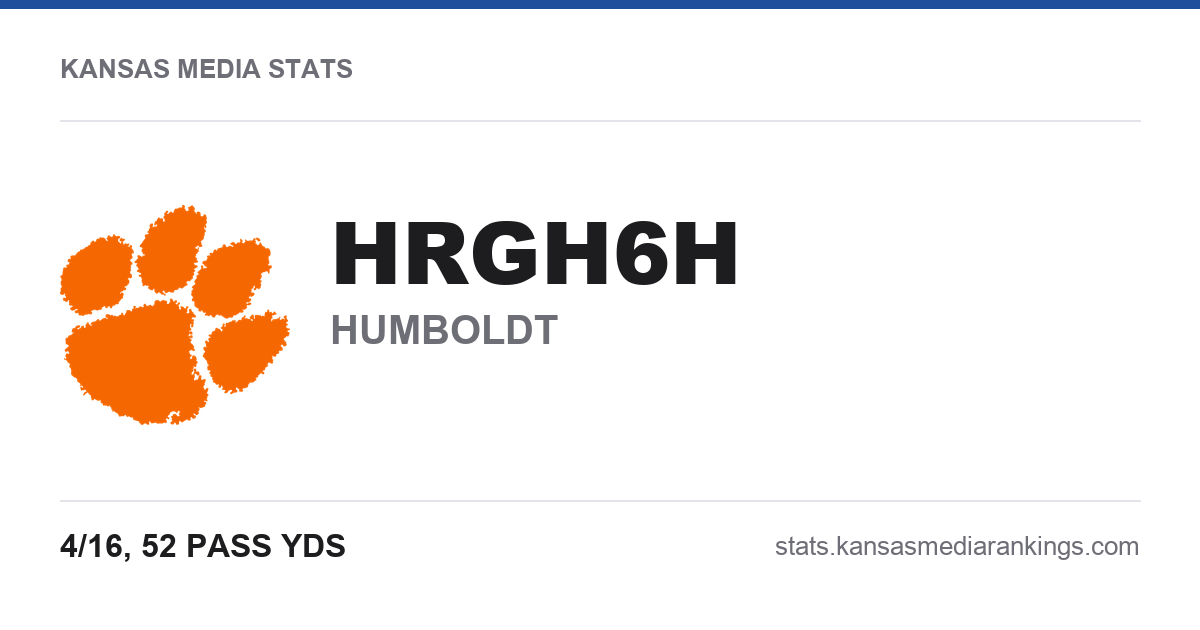 KANSAS MEDIA STATS
HRGH6H
HUMBOLDT
4/16, 52 PASS YDS
stats.kansasmediarankings.com